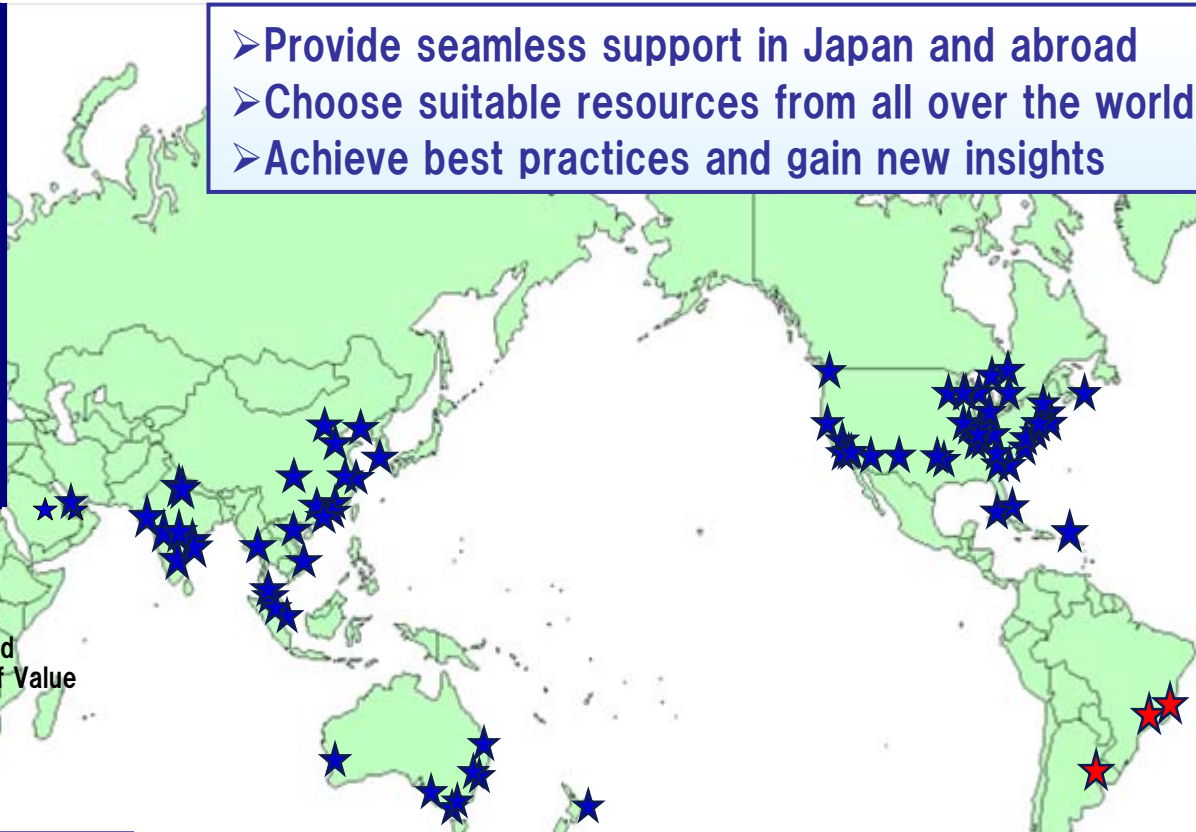 ➢Provide seamless support in Japan and abroad
➢Choose suitable resources from all over the world
➢Achieve best practices and gain new insights
d
f Value